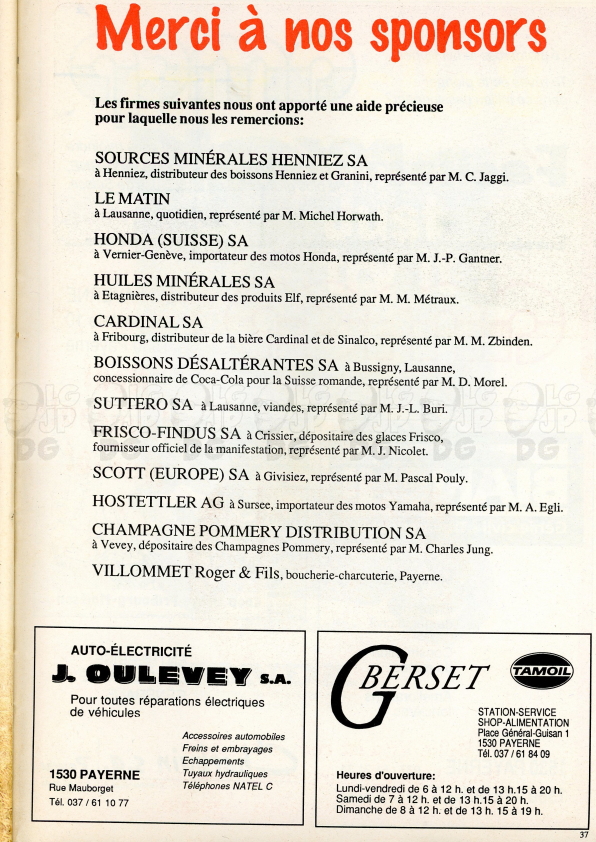 Merci à nos sponsors
Les firmes suivantes nous ont apporté une aide précieuse
pour laquelle nous les remercions:
SOURCES MINÉRALES HENNIEZ SA
à Henniez, distributeur des boissons Henniez et Granini, représenté par M. C. Jaggi.
LE MATIN
à Lausanne, quotidien, représenté par M. Michel Horwath.
HONDA (SUISSE) SA
à Vernier-Genève, importateur des motos Honda, représenté par M. J.-P. Gantner.
HUILES MINÉRALES SA
à Etagnières, distributeur des produits Elf, représenté par M. M. Métraux.
CARDINAL SA
à Fribourg, distributeur de la bière Cardinal et de Sinalco, représenté par M. M. Zbinden.
BOISSONS DÉSALTÉRANTES SA à Bussigny, Lausanne,
concessionnaire de Coca-Cola pour la Suisse romande, représenté par M. D. Morel.
SUTTERO SA à Lausanne, viandes, représenté par M. J.-L. Buri.
FRISCO-FINDUS SA à Crissier, dépositaire des glaces Frisco,
fournisseur officiel de la manifestation, représenté par M. J. Nicolet.
SCOTT (EUROPE) SA à Givisiez, représenté par M. Pascal Pouly.
HOSTETTLER AG à Sursee, importateur des motos Yamaha, représenté par M. A. Egli.
CHAMPAGNE POMMERY DISTRIBUTION SA
à Vevey, dépositaire des Champagnes Pommery, représenté par M. Charles Jung.
VILLOMMET Roger & Fils, boucherie-charcuterie, Payerne.
AUTO-ÉLECTRICITÉ
J. OULEVEY S.A.
Pour toutes réparations électriques
de véhicules
Accessoires automobiles
Freins et embrayages
Echappements
Tuyaux hydrauliques
Téléphones NATEL C
1530 PAYERNE
Rue Mauborget
Tél. 037 / 61 10 77
G BERSET
TAMOIL
STATION-SERVICE
SHOP-ALIMENTATION
Place Général-Guisan 1
1530 PAYERNE
Tél. 037 / 61 84 09
Heures d'ouverture:
Lundi-vendredi de 6 à 12 h. et de 13 h.15 à 20 h.
Samedi de 7 à 12 h. et de 13 h.15 à 20 h.
Dimanche de 8 à 12 h. et de 13 h. 15 à 19 h.
37
LG
JP
DG